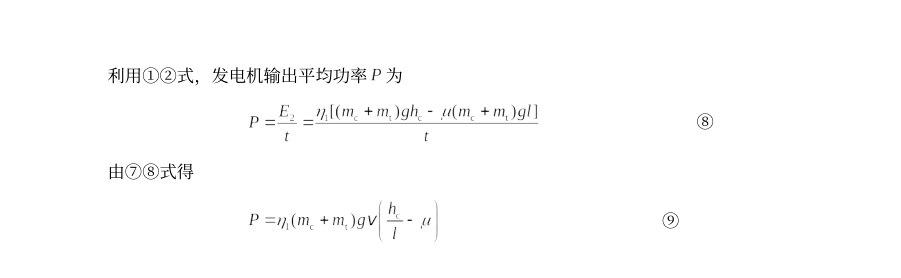 利用①②式，发电机输出平均功率 P 为
P = E₂/t = η₁[(m_c + m_t)gh_c - μ(m_c + m_t)gl]/t ⑧
由⑦⑧式得
P = η₁(m_c + m_t)gv(h_c/l - μ) ⑨